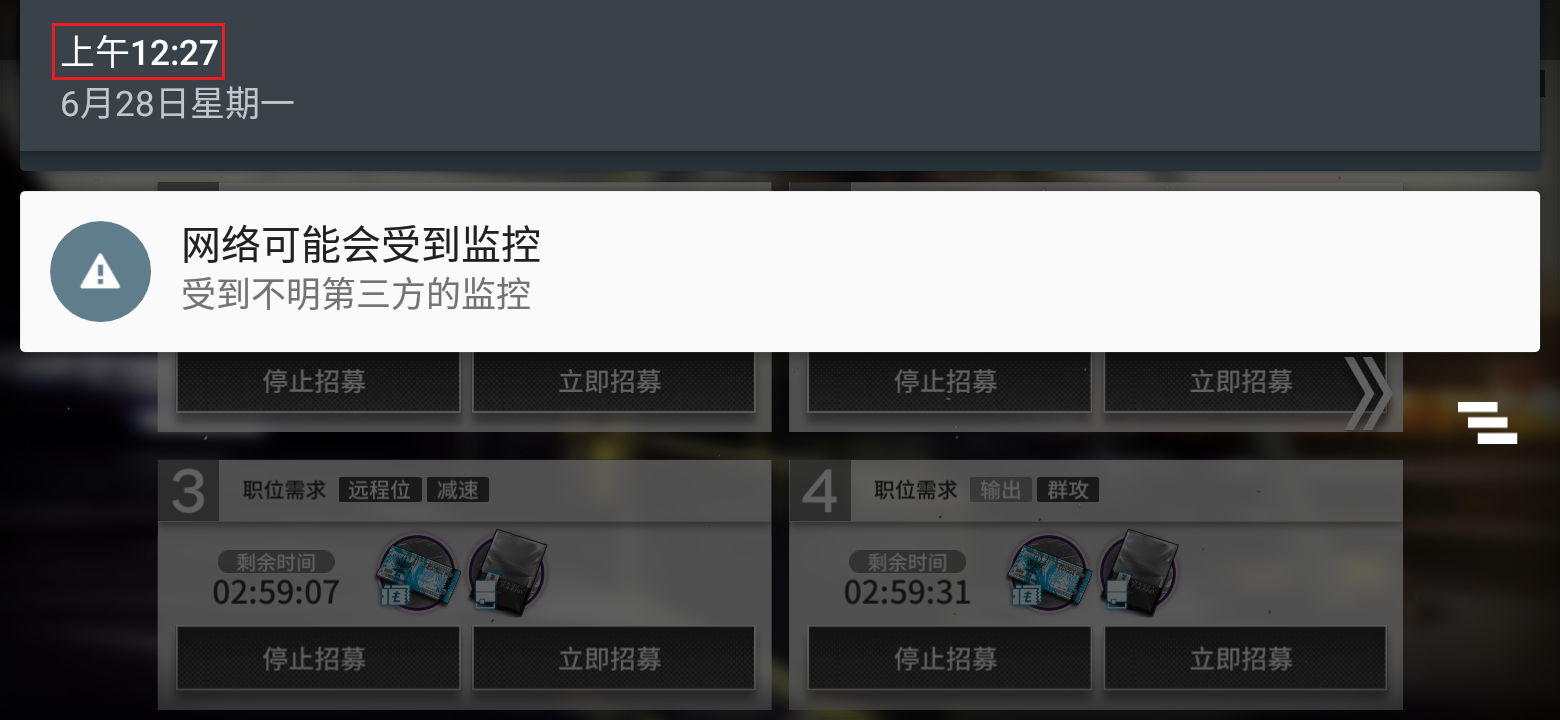 上午12:27
6月28日星期一
网络可能会受到监控
受到不明第三方的监控
停止招募 立即招募 停止招募 立即招募
3 职位需求 远程位 减速
剩余时间
02:59:07
停止招募 立即招募
4 职位需求 输出 群攻
剩余时间
02:59:31
停止招募 立即招募